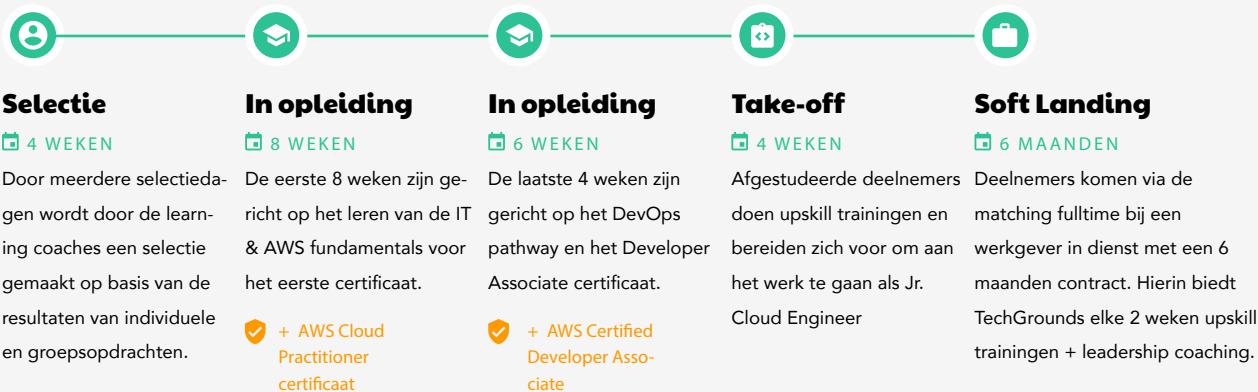 Selectie
4 WEKEN
Door meerdere selectieda-
gen wordt door de learn-
ing coaches een selectie
gemaakt op basis van de
resultaten van individuele
en groepsopdrachten.
In opleiding
8 WEKEN
De eerste 8 weken zijn ge-
richt op het leren van de IT
& AWS fundamentals voor
het eerste certificaat.
+ AWS Cloud
Practitioner
certificaat
In opleiding
6 WEKEN
De laatste 4 weken zijn
gericht op het DevOps
pathway en het Developer
Associate certificaat.
+ AWS Certified
Developer Asso-
ciate
Take-off
4 WEKEN
Afgestudeerde deelnemers
doen upskill trainingen en
bereiden zich voor om aan
het werk te gaan als Jr.
Cloud Engineer
Soft Landing
6 MAANDEN
Deelnemers komen via de
matching fulltime bij een
werkgever in dienst met een 6
maanden contract. Hierin biedt
TechGrounds elke 2 weken upskill
trainingen + leadership coaching.